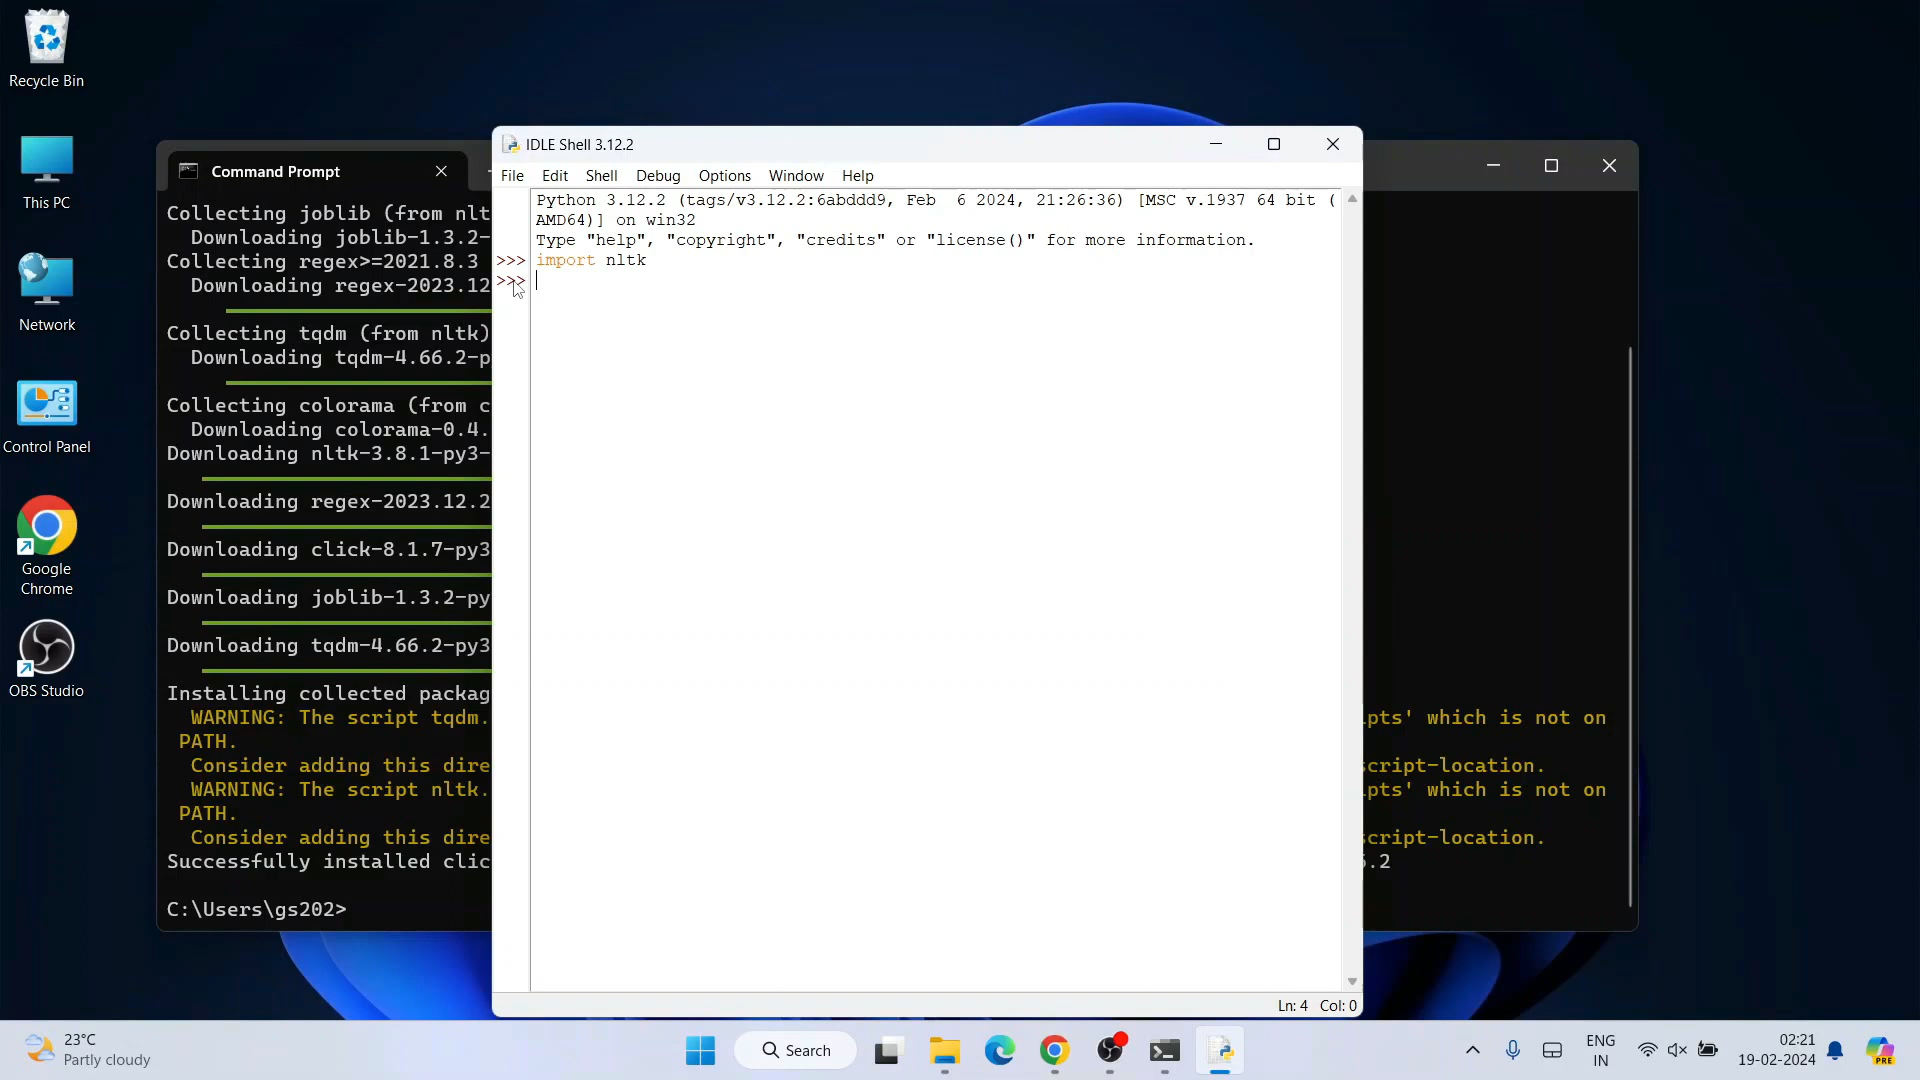 Recycle Bin
This PC
Network
Control Panel
Google
Chrome
OBS Studio
Command Prompt
Collecting joblib (from nlt
Downloading joblib-1.3.2-
Collecting regex>=2021.8.3
Downloading regex-2023.12
Collecting tqdm (from nltk)
Downloading tqdm-4.66.2-p
Collecting colorama (from c
Downloading colorama-0.4.
Downloading nltk-3.8.1-py3-
Downloading regex-2023.12.2
Downloading click-8.1.7-py3
Downloading joblib-1.3.2-py
Downloading tqdm-4.66.2-py3
Installing collected packag
WARNING: The script tqdm.
PATH.
Consider adding this dire
WARNING: The script nltk.
PATH.
Consider adding this dire
Successfully installed clic
C:\Users\gs202>
IDLE Shell 3.12.2
File Edit Shell Debug Options Window Help
Python 3.12.2 (tags/v3.12.2:6abddd9, Feb  6 2024, 21:26:36) [MSC v.1937 64 bit (
AMD64)] on win32
Type "help", "copyright", "credits" or "license()" for more information.
>>> import nltk
>>>
Ln: 4 Col: 0
ipts' which is not on
script-location.
ipts' which is not on
script-location.
.2
23°C
Partly cloudy
Search
ENG
IN
02:21
19-02-2024
PRE